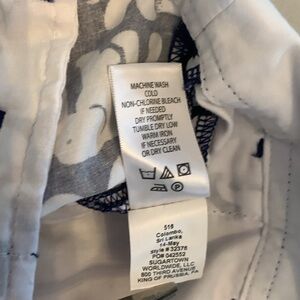 MACHINE WASH
COLD
NON-CHLORINE BLEACH
IF NEEDED
DRY PROMPTLY
TUMBLE DRY LOW
WARM IRON
IF NECESSARY
OR DRY CLEAN
516
Colombo,
Sri Lanka
14-May
style # 32376
PO# 042552
SUGARTOWN
WORLDWIDE, LLC
800 THIRD AVENUE
KING OF PRUSSIA, PA